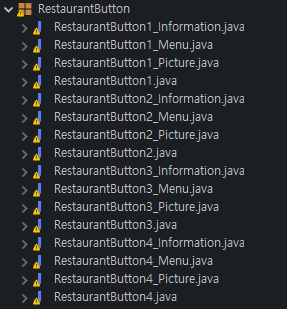 RestaurantButton
RestaurantButton1_Information.java
RestaurantButton1_Menu.java
RestaurantButton1_Picture.java
RestaurantButton1.java
RestaurantButton2_Information.java
RestaurantButton2_Menu.java
RestaurantButton2_Picture.java
RestaurantButton2.java
RestaurantButton3_Information.java
RestaurantButton3_Menu.java
RestaurantButton3_Picture.java
RestaurantButton3.java
RestaurantButton4_Information.java
RestaurantButton4_Menu.java
RestaurantButton4_Picture.java
RestaurantButton4.java